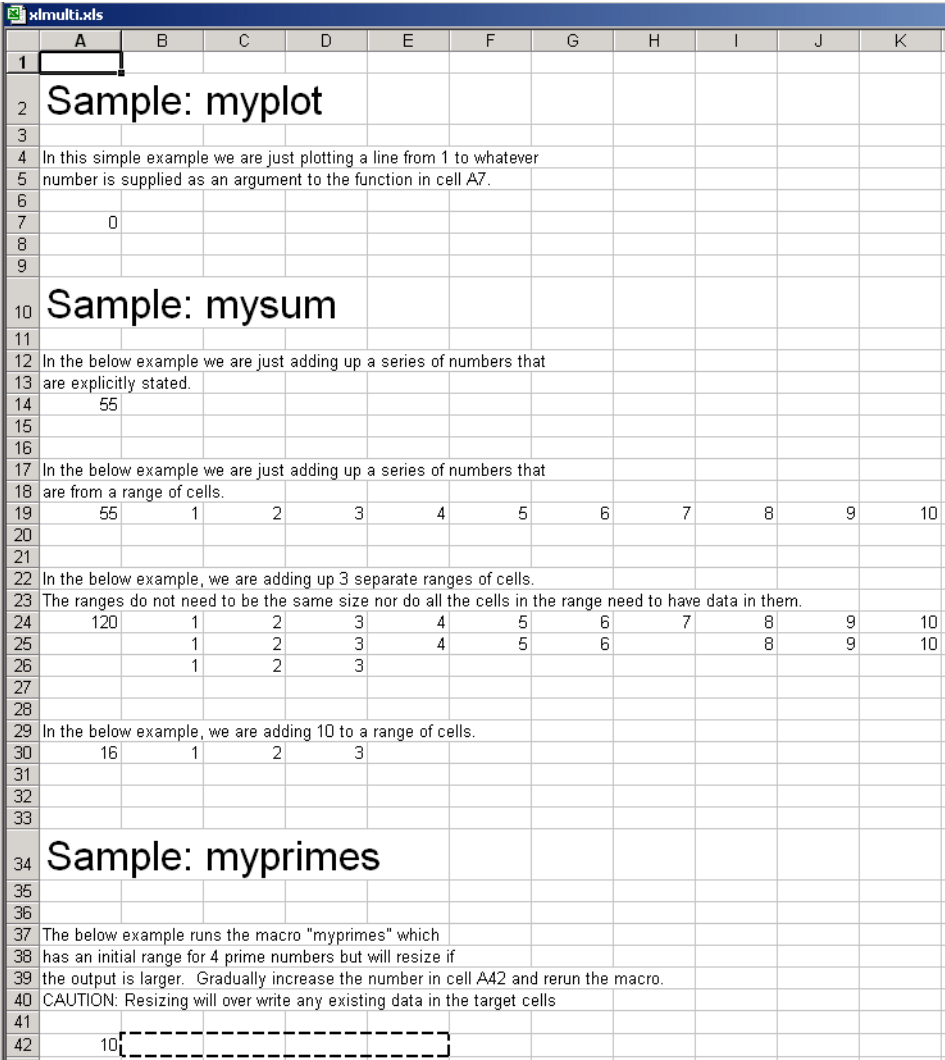 xlmulti.xls
A B C D E F G H I J K
1
2 Sample: myplot
3
4 In this simple example we are just plotting a line from 1 to whatever
5 number is supplied as an argument to the function in cell A7.
6
7 0
8
9
10 Sample: mysum
11
12 In the below example we are just adding up a series of numbers that
13 are explicitly stated.
14 55
15
16
17 In the below example we are just adding up a series of numbers that
18 are from a range of cells.
19 55 1 2 3 4 5 6 7 8 9 10
20
21
22 In the below example, we are adding up 3 separate ranges of cells.
23 The ranges do not need to be the same size nor do all the cells in the range need to have data in them.
24 120 1 2 3 4 5 6 7 8 9 10
25 1 2 3 4 5 6 8 9 10
26 1 2 3
27
28
29 In the below example, we are adding 10 to a range of cells.
30 16 1 2 3
31
32
33
34 Sample: myprimes
35
36
37 The below example runs the macro "myprimes" which
38 has an initial range for 4 prime numbers but will resize if
39 the output is larger. Gradually increase the number in cell A42 and rerun the macro.
40 CAUTION: Resizing will over write any existing data in the target cells
41
42 10